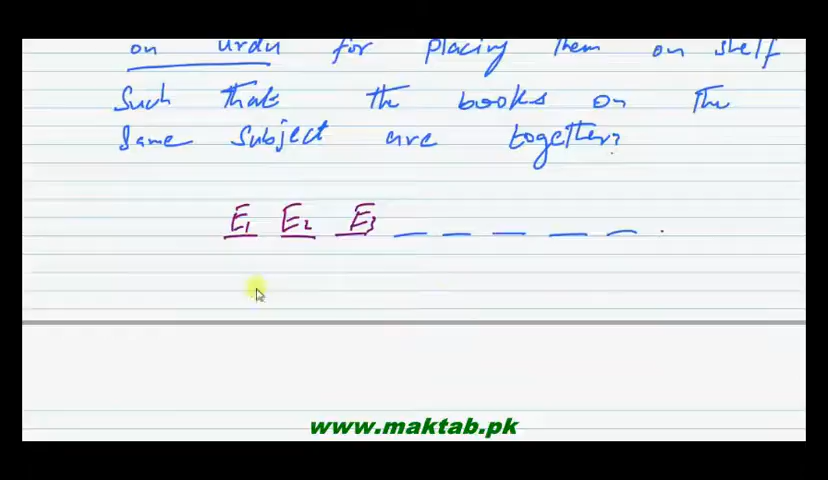 on urdu for placing them on shelf
Such that the books on The
Same subject are together?
E1 E2 E3
www.maktab.pk